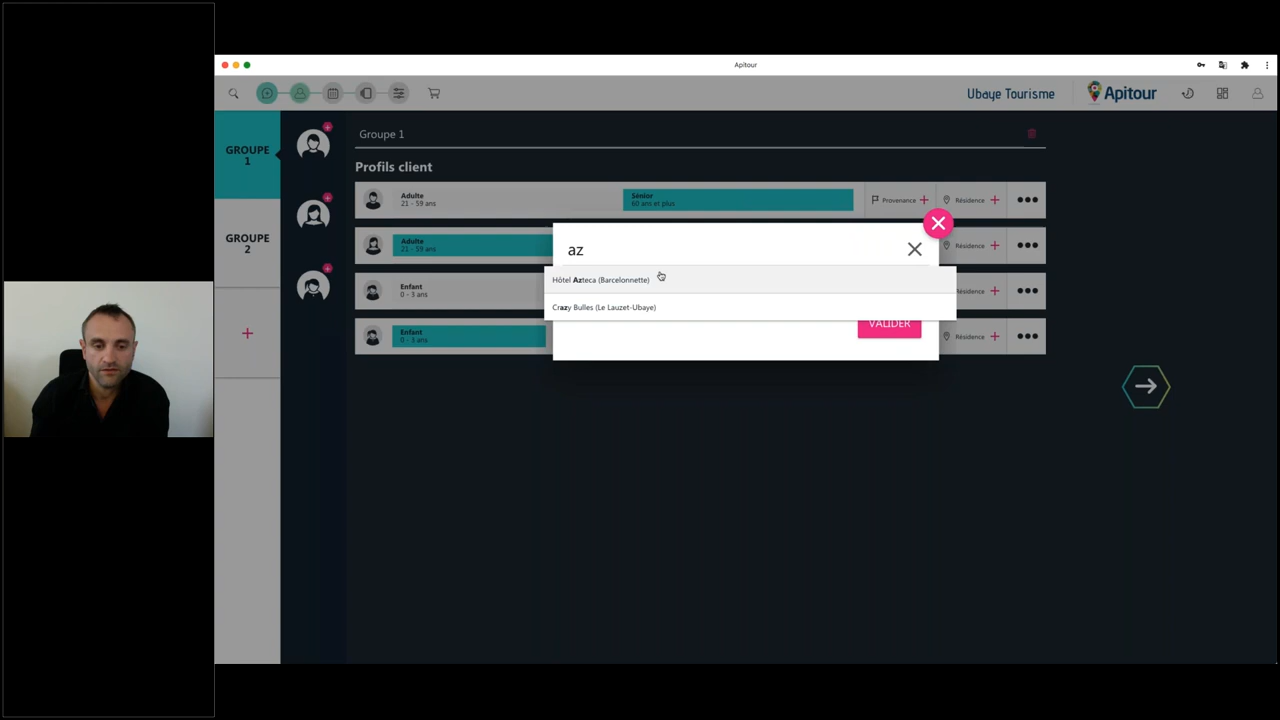 Apitour
Ubaye Tourisme
Apitour
GROUPE
1
GROUPE
2
Groupe 1
Profils client
Adulte
21 - 59 ans
Sénior
60 ans et plus
Provenance
Résidence
Adulte
21 - 59 ans
Résidence
Enfant
0 - 3 ans
Résidence
Enfant
0 - 3 ans
Résidence
az
Hôtel Azteca (Barcelonnette)
Crazy Bulles (Le Lauzet-Ubaye)
VALIDER